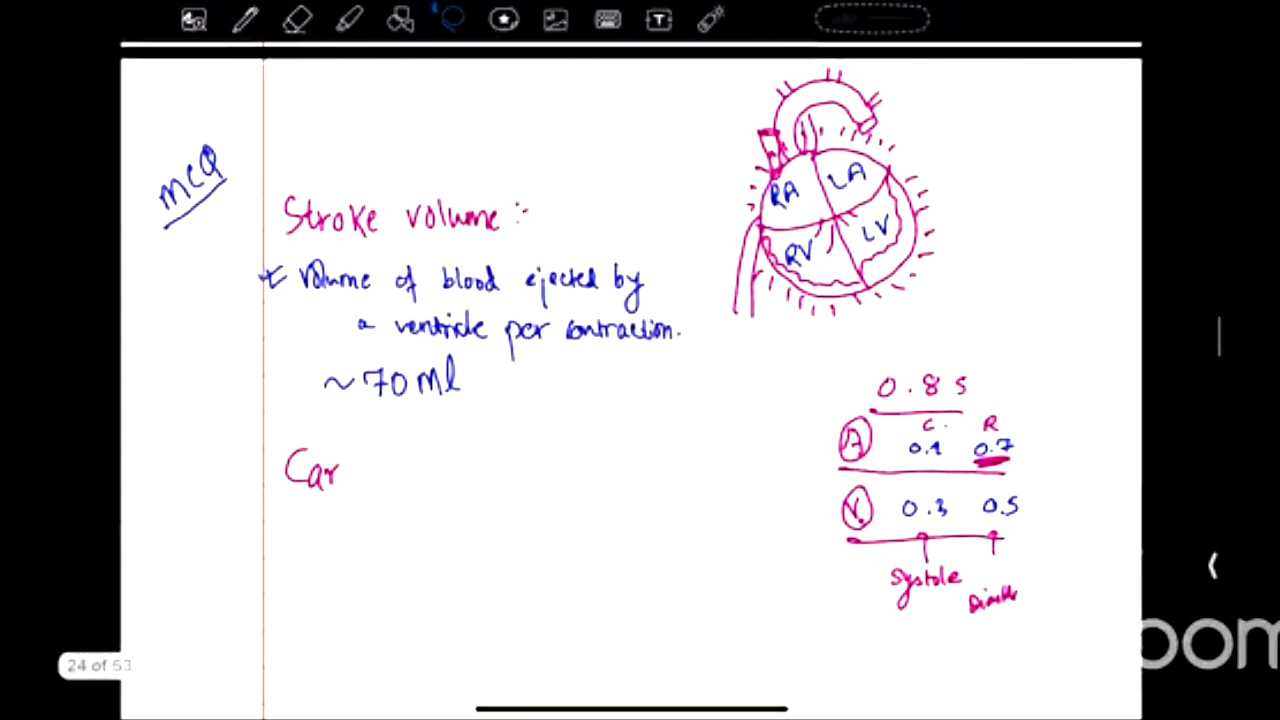 MCQ
Stroke volume :-
* Volume of blood ejected by
a ventricle per contraction.
~70 Ml
Car
RA LA
RV LV
0.8 s
C. R
A 0.1 0.7
V. 0.3 0.5
Systole
24 of 53
oom
T